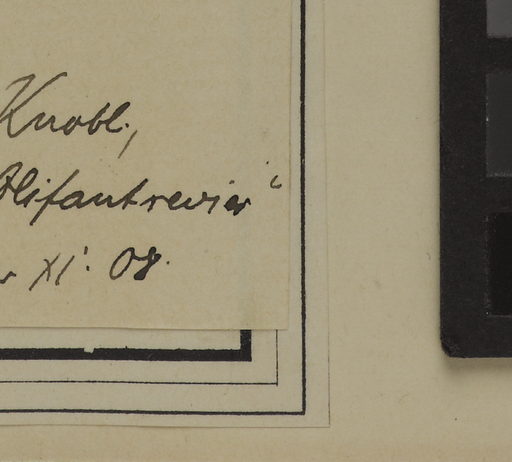 Knobl.,
Olifantrevier“
XI. 08.